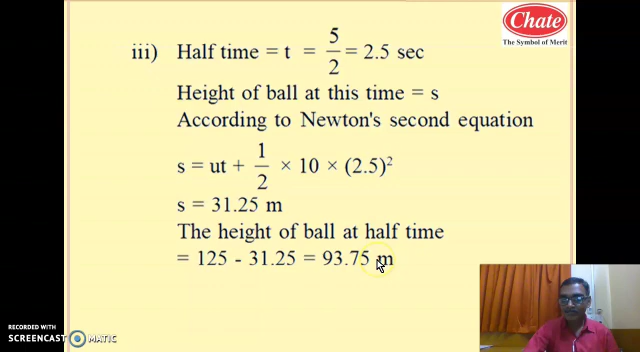 Chate
The Symbol of Merit
iii) Half time = t = 5/2 = 2.5 sec
Height of ball at this time = s
According to Newton's second equation
s = ut + 1/2 × 10 × (2.5)²
s = 31.25 m
The height of ball at half time
= 125 - 31.25 = 93.75 m
RECORDED WITH
SCREENCAST MATIC